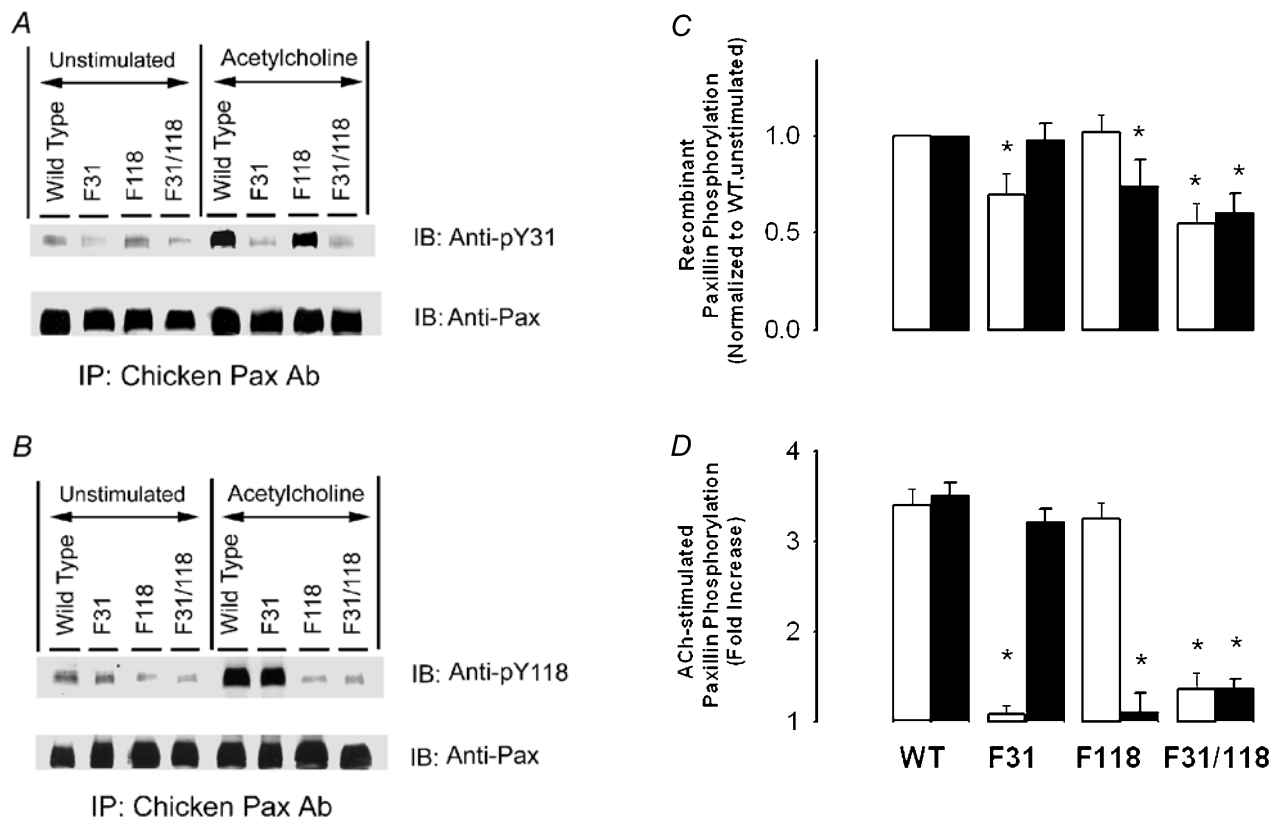 A
Unstimulated
Acetylcholine
Wild Type
F31
F118
F31/118
Wild Type
F31
F118
F31/118
IB: Anti-pY31
IB: Anti-Pax
IP: Chicken Pax Ab
B
Unstimulated
Acetylcholine
Wild Type
F31
F118
F31/118
Wild Type
F31
F118
F31/118
IB: Anti-pY118
IB: Anti-Pax
IP: Chicken Pax Ab
C
Recombinant
Paxillin Phosphorylation
(Normalized to WT,unstimulated)
1.0
0.5
0.0
*
*
*
*
D
ACh-stimulated
Paxillin Phosphorylation
(Fold Increase)
4
3
2
1
*
*
*
*
WT
F31
F118
F31/118